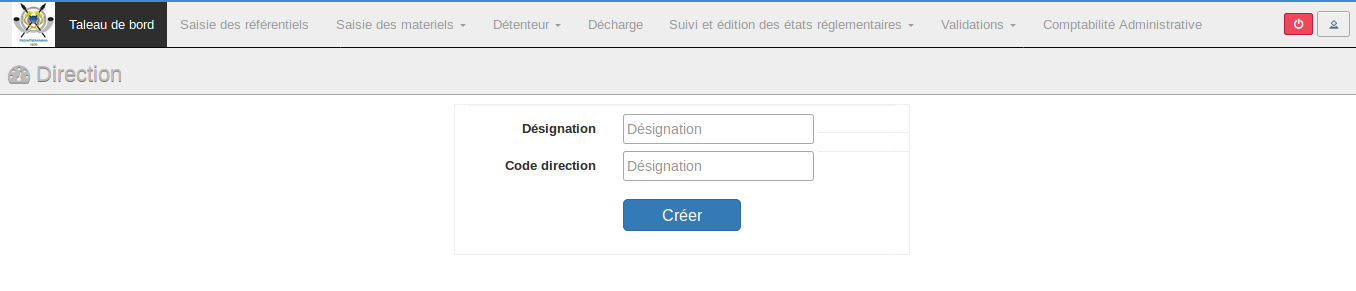 Taleau de bord Saisie des référentiels Saisie des materiels Détenteur Décharge Suivi et édition des états réglementaires Validations Comptabilité Administrative
Direction
Désignation Désignation
Code direction Désignation
Créer